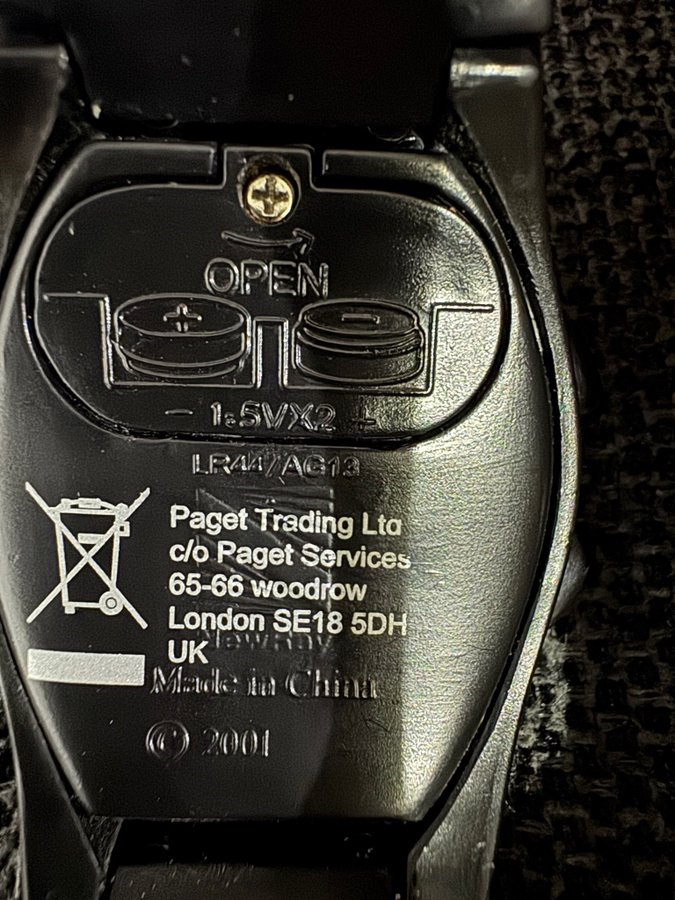 OPEN
+ -
- 1.5VX2 +
LR44/AG13
Paget Trading Ltd
c/o Paget Services
65-66 woodrow
London SE18 5DH
UK
NewRay
Made in China
© 2001